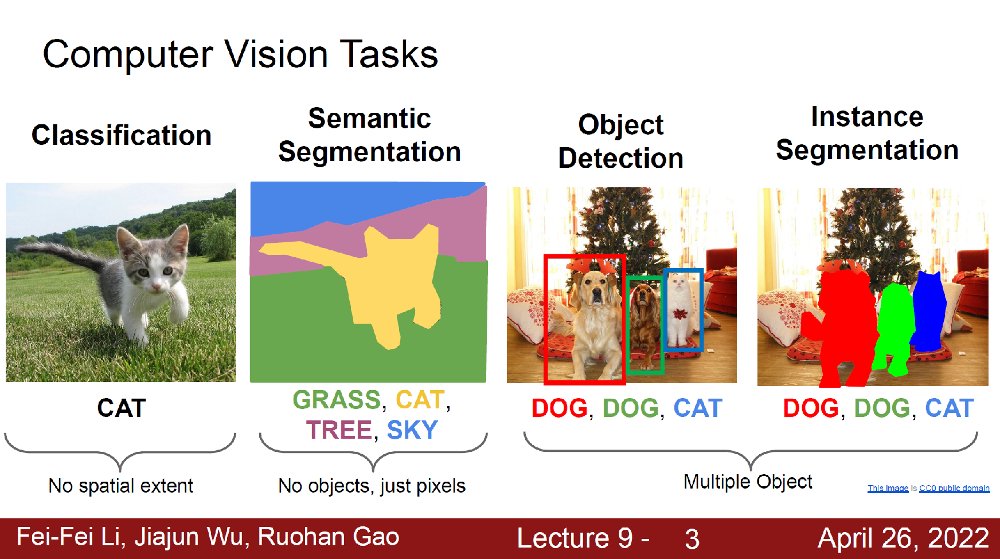 Computer Vision Tasks
Classification
Semantic
Segmentation
Object
Detection
Instance
Segmentation
CAT
GRASS, CAT,
TREE, SKY
DOG, DOG, CAT
DOG, DOG, CAT
No spatial extent
No objects, just pixels
Multiple Object
This image is CC0 public domain
Fei-Fei Li, Jiajun Wu, Ruohan Gao
Lecture 9 - 3
April 26, 2022